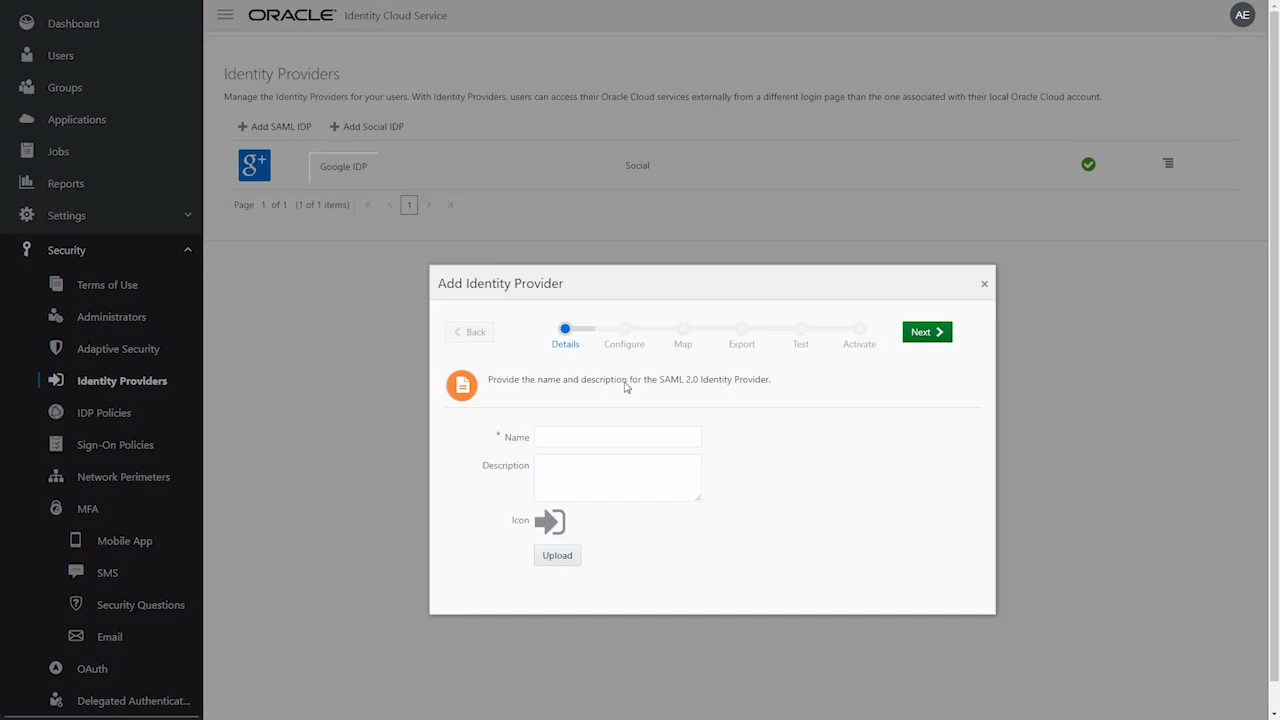 Dashboard
Users
Groups
Applications
Jobs
Reports
Settings
Security
Terms of Use
Administrators
Adaptive Security
Identity Providers
IDP Policies
Sign-On Policies
Network Perimeters
MFA
Mobile App
SMS
Security Questions
Email
OAuth
Delegated Authenticat...
ORACLE® Identity Cloud Service
AE
Identity Providers
Manage the Identity Providers for your users. With Identity Providers, users can access their Oracle Cloud services externally from a different login page than the one associated with their local Oracle Cloud account.
Add SAML IDP Add Social IDP
g+ Google IDP Social
Page 1 of 1 (1 of 1 items) 1
Add Identity Provider ×
Back Next
Details Configure Map Export Test Activate
Provide the name and description for the SAML 2.0 Identity Provider.
* Name
Description
Icon
Upload